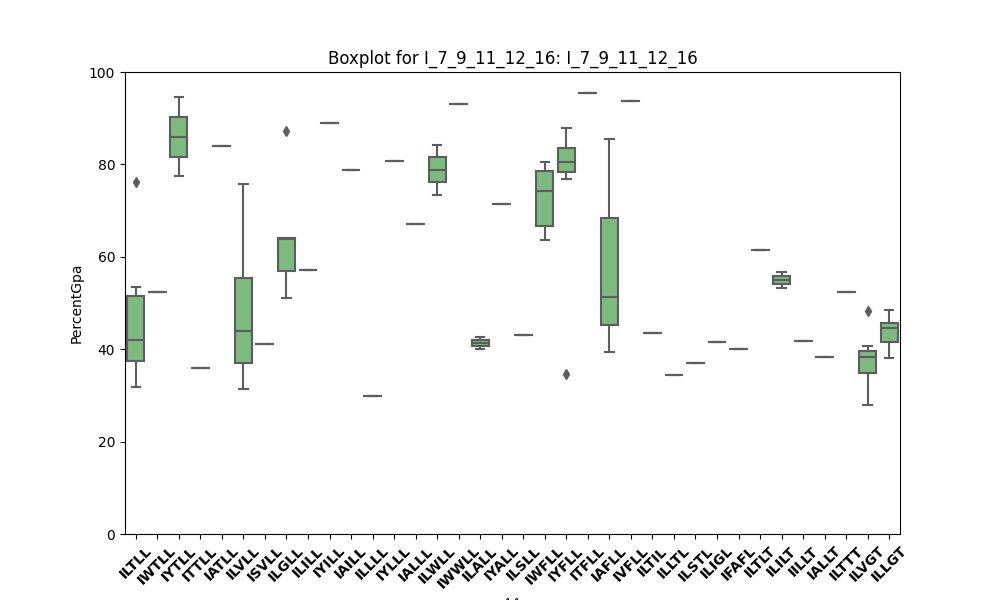 Boxplot for I_7_9_11_12_16: I_7_9_11_12_16
PercentGpa
100
80
60
40
20
0
ILTLL
IWTLL
IYTLL
ITTLL
IATLL
ILVLL
ISVLL
ILGLL
ILILL
IYILL
IAILL
ILLLL
IYLLL
IALLL
ILWLL
IWWLL
ILALL
IYALL
ILSLL
IWFLL
IYFLL
ITFLL
IAFLL
IVFLL
ILTIL
ILLTL
ILSTL
ILIGL
IFAFL
ILTLT
ILILT
IILLT
IALLT
ILTTT
ILVGT
ILLGT